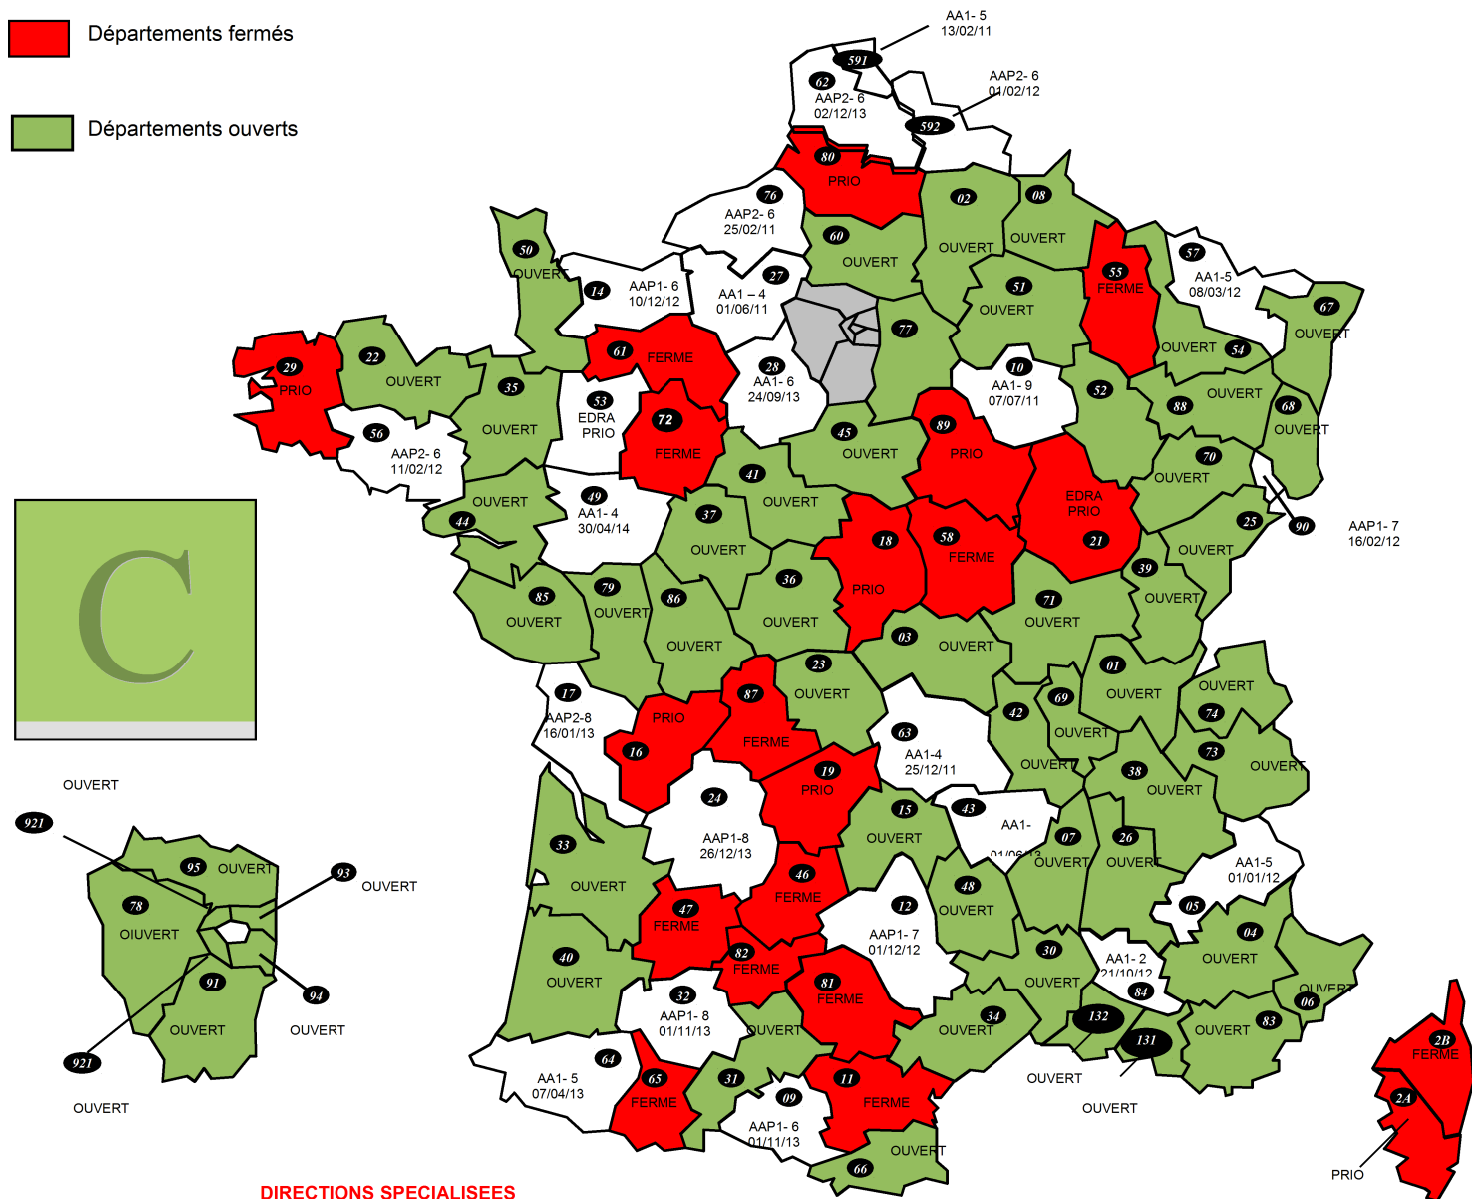 Départements fermés
Départements ouverts
AA1- 5
13/02/11
591
62
AAP2- 6
02/12/13
AAP2- 6
01/02/12
592
80
PRIO
76
AAP2- 6
25/02/11
02
OUVERT
08
OUVERT
60
OUVERT
50
OUVERT
14
AAP1- 6
10/12/12
27
AA1 – 4
01/06/11
51
OUVERT
55
FERME
57
AA1-5
08/03/12
67
OUVERT
77
61
FERME
54
OUVERT
29
PRIO
22
OUVERT
35
OUVERT
28
AA1- 6
24/09/13
10
AA1- 9
07/07/11
52
88
OUVERT
68
OUVERT
53
EDRA
PRIO
72
FERME
56
AAP2- 6
11/02/12
45
OUVERT
89
PRIO
70
OUVERT
41
OUVERT
49
AA1- 4
30/04/14
44
OUVERT
37
OUVERT
EDRA
PRIO
21
25
OUVERT
90
AAP1- 7
16/02/12
18
PRIO
58
FERME
C
85
OUVERT
79
OUVERT
86
OUVERT
36
OUVERT
71
OUVERT
39
OUVERT
03
OUVERT
23
OUVERT
01
OUVERT
17
AAP2-8
16/01/13
PRIO
16
87
FERME
63
AA1-4
25/12/11
42
OUVERT
69
OUVERT
OUVERT
74
73
OUVERT
38
OUVERT
19
PRIO
24
AAP1-8
26/12/13
15
OUVERT
43
AA1-
01/06/13
07
OUVERT
26
OUVERT
AA1-5
01/01/12
05
OUVERT
921
95
OUVERT
93
OUVERT
78
OIUVERT
33
OUVERT
46
FERME
47
FERME
12
AAP1- 7
01/12/12
48
OUVERT
04
OUVERT
40
OUVERT
82
FERME
81
FERME
30
OUVERT
AA1- 2
21/10/12
84
91
OUVERT
94
OUVERT
921
OUVERT
32
AAP1- 8
01/11/13
OUVERT
31
34
OUVERT
132
OUVERT
131
OUVERT
OUVERT
83
OUVERT
06
64
AA1- 5
07/04/13
65
FERME
09
AAP1- 6
01/11/13
11
FERME
66
OUVERT
2B
FERME
2A
PRIO
DIRECTIONS SPECIALISEES